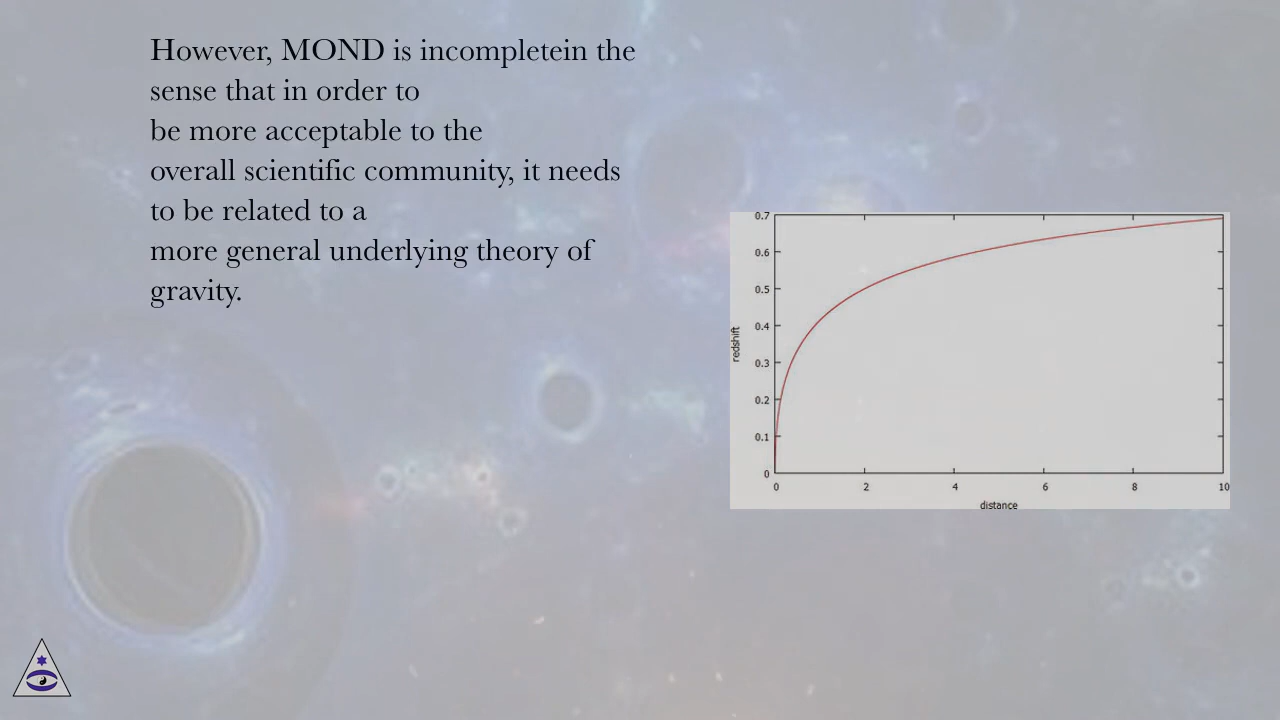 However, MOND is incompletein the
sense that in order to
be more acceptable to the
overall scientific community, it needs
to be related to a
more general underlying theory of
gravity.
0.7
0.6
0.5
0.4
0.3
0.2
0.1
0
redshift
0 2 4 6 8 10
distance